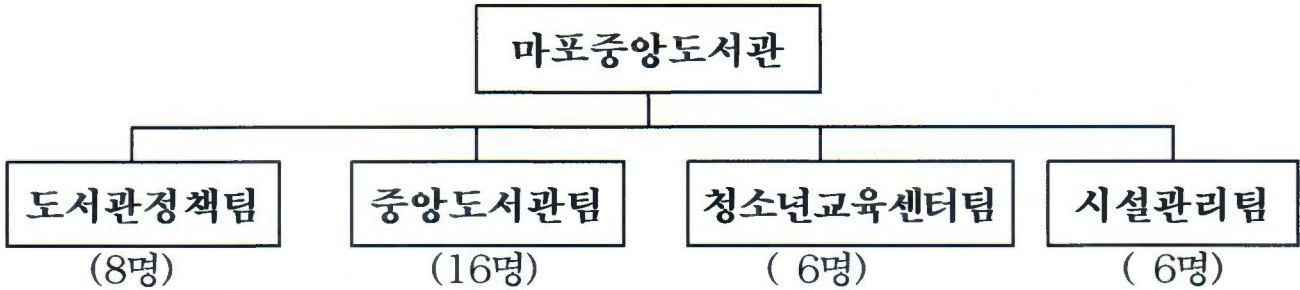 마포중앙도서관
도서관정책팀 중앙도서관팀 청소년교육센터팀 시설관리팀
(8명) (16명) ( 6명) ( 6명)